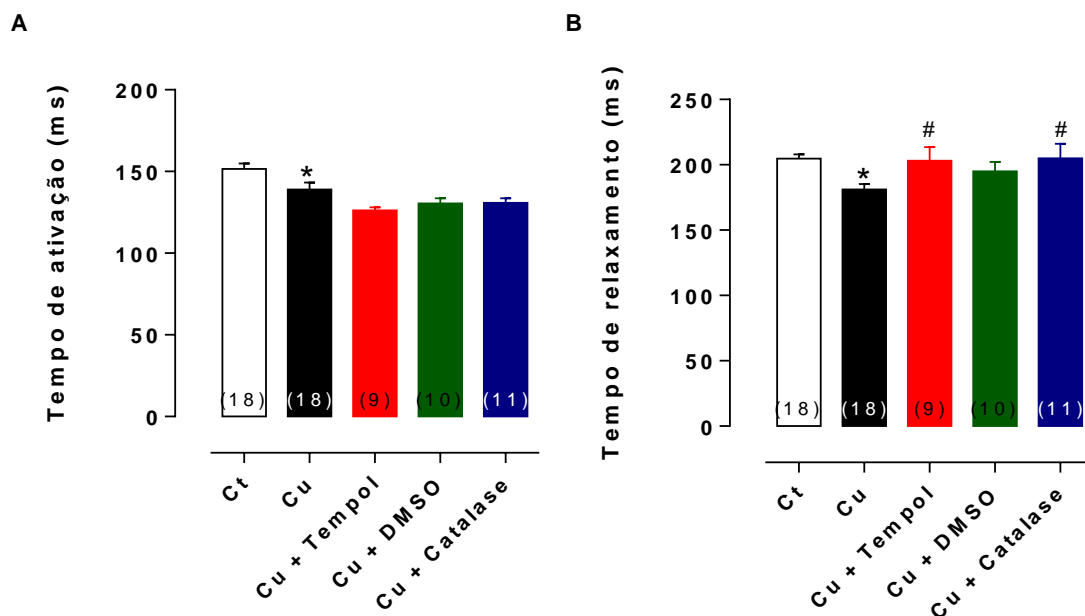 A
Tempo de ativação (ms)
200
150
100
50
0
*
(18)
(18)
(9)
(10)
(11)
Ct
Cu
Cu + Tempol
Cu + DMSO
Cu + Catalase
B
Tempo de relaxamento (ms)
250
200
150
100
50
0
*
#
#
(18)
(18)
(9)
(10)
(11)
Ct
Cu
Cu + Tempol
Cu + DMSO
Cu + Catalase